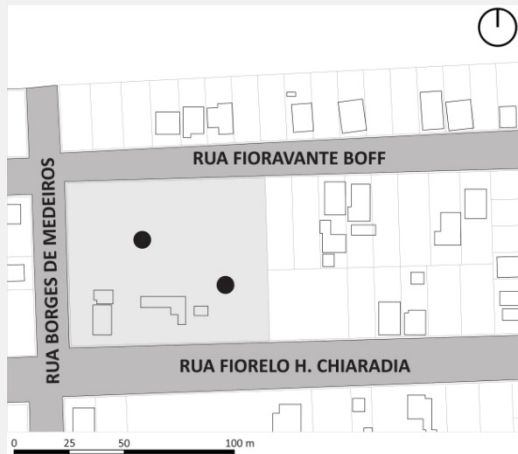 RUA FIORAVANTE BOFF
RUA BORGES DE MEDEIROS
RUA FIORELO H. CHIARADIA
0 25 50 100 m